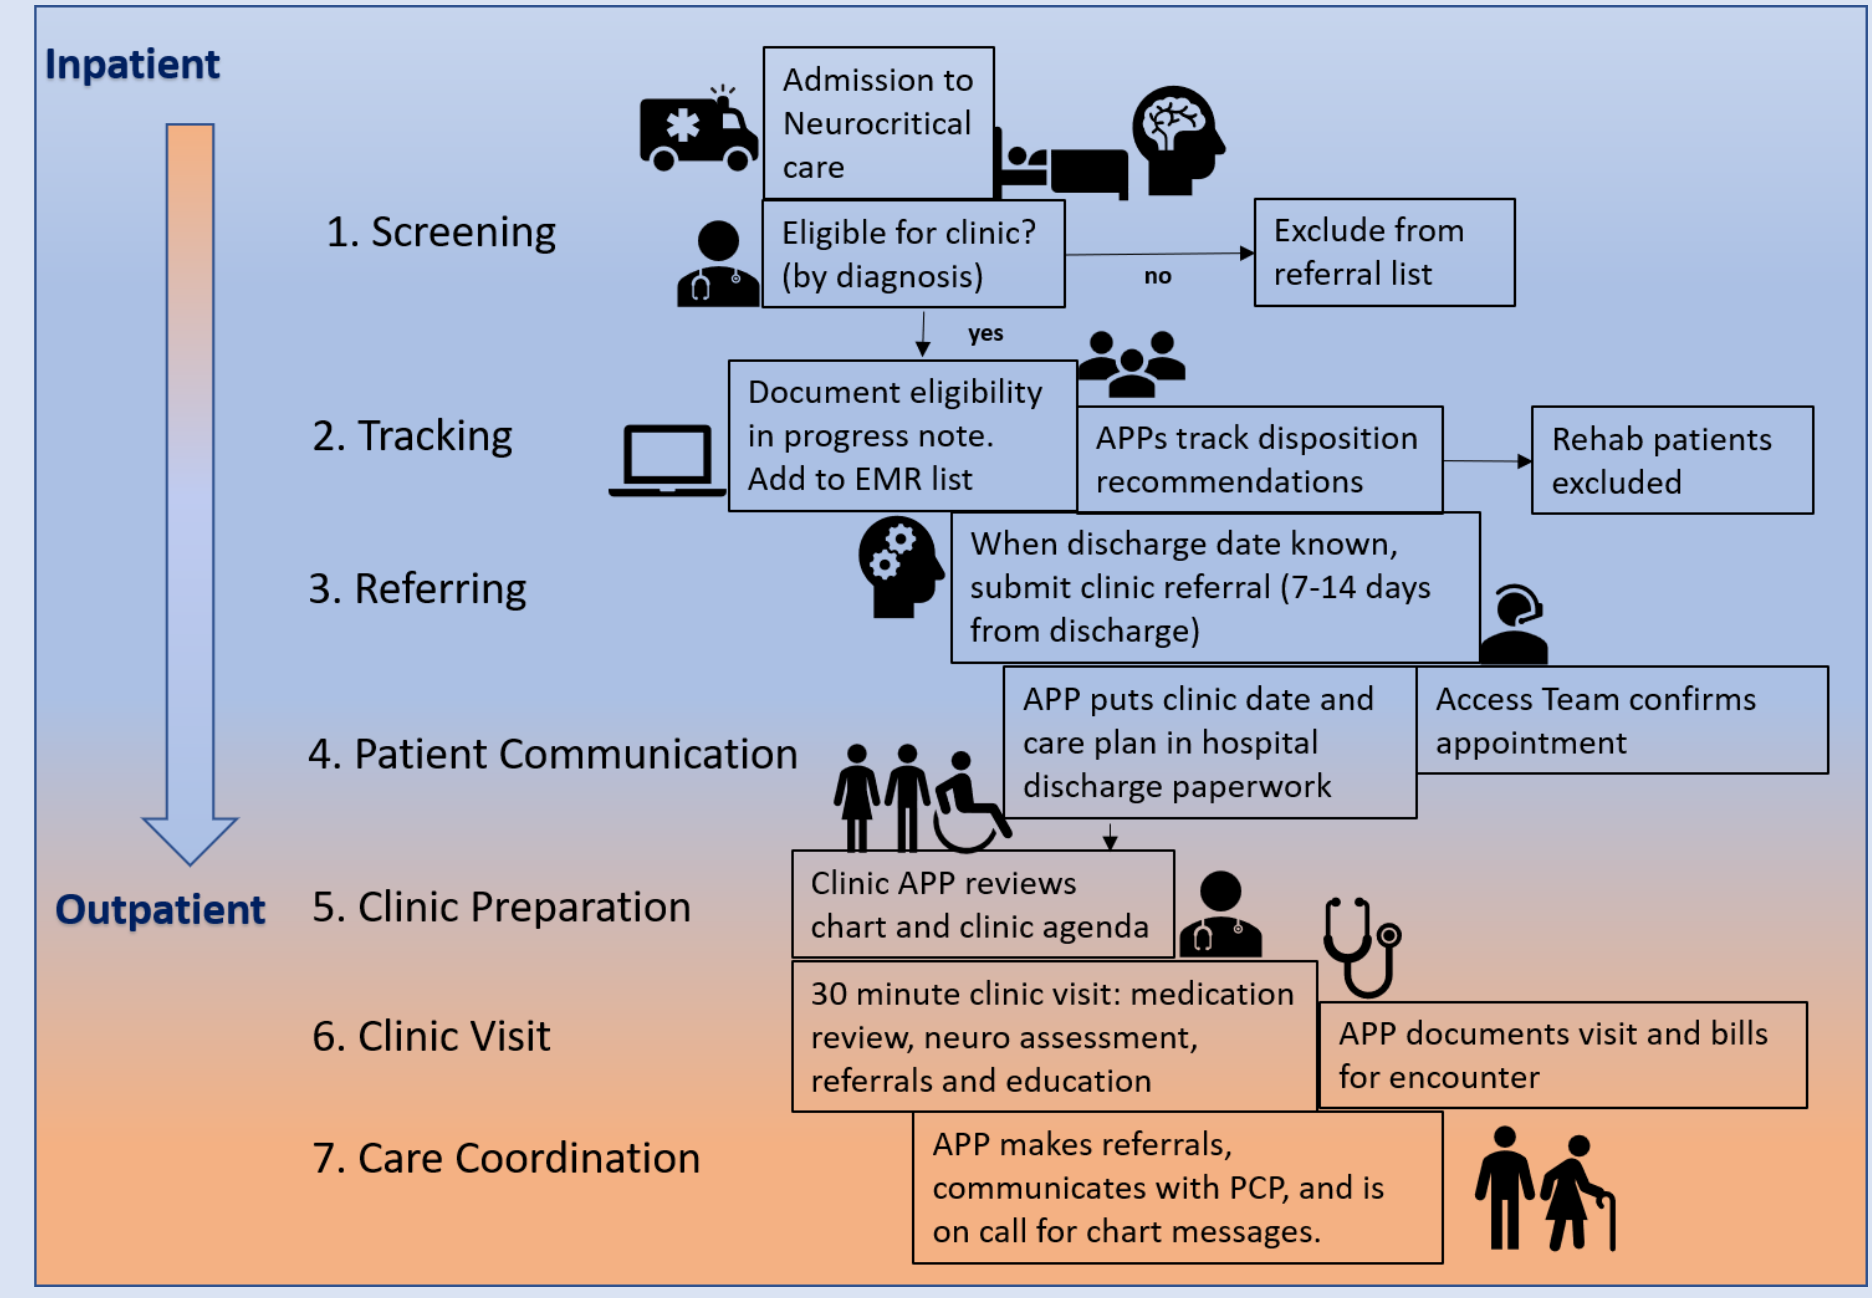 Inpatient
Admission to
Neurocritical
care
1. Screening
Eligible for clinic?
(by diagnosis)
no
Exclude from
referral list
yes
2. Tracking
Document eligibility
in progress note.
Add to EMR list
APPs track disposition
recommendations
Rehab patients
excluded
3. Referring
When discharge date known,
submit clinic referral (7-14 days
from discharge)
4. Patient Communication
APP puts clinic date and
care plan in hospital
discharge paperwork
Access Team confirms
appointment
Outpatient
5. Clinic Preparation
Clinic APP reviews
chart and clinic agenda
6. Clinic Visit
30 minute clinic visit: medication
review, neuro assessment,
referrals and education
APP documents visit and bills
for encounter
7. Care Coordination
APP makes referrals,
communicates with PCP, and is
on call for chart messages.